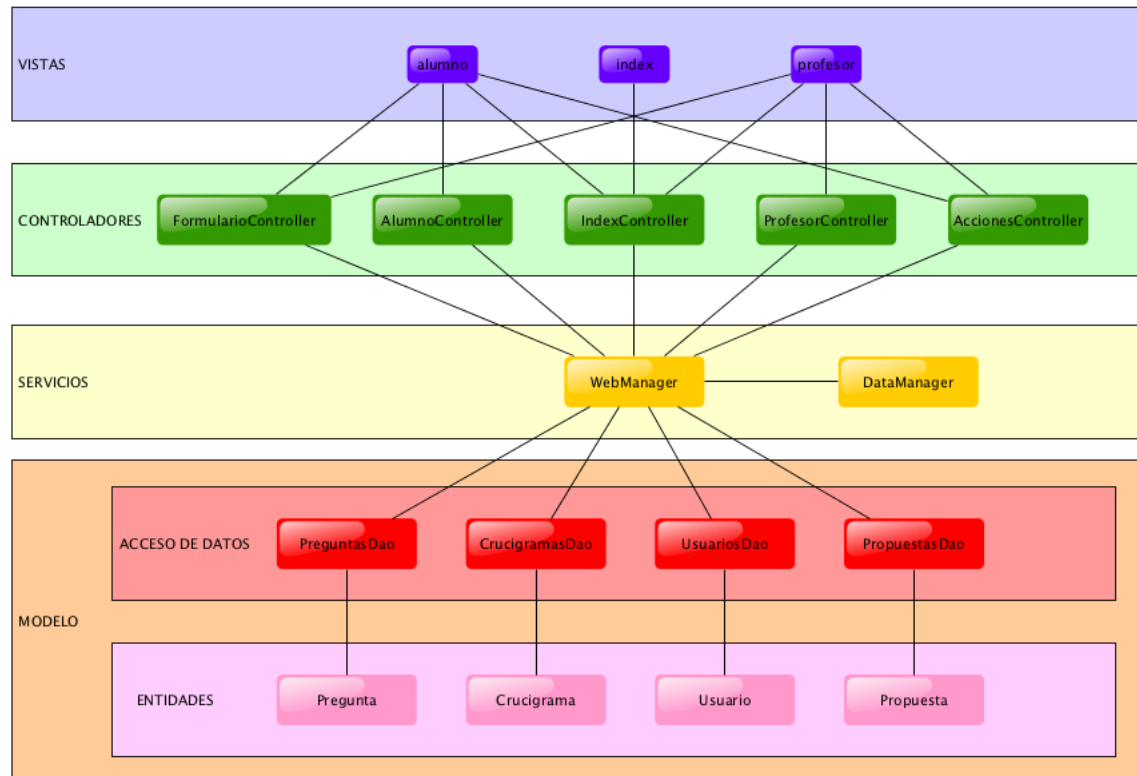 VISTAS
alumno
index
profesor
CONTROLADORES
FormularioController
AlumnoController
IndexController
ProfesorController
AccionesController
SERVICIOS
WebManager
DataManager
MODELO
ACCESO DE DATOS
PreguntasDao
CrucigramasDao
UsuariosDao
PropuestasDao
ENTIDADES
Pregunta
Crucigrama
Usuario
Propuesta